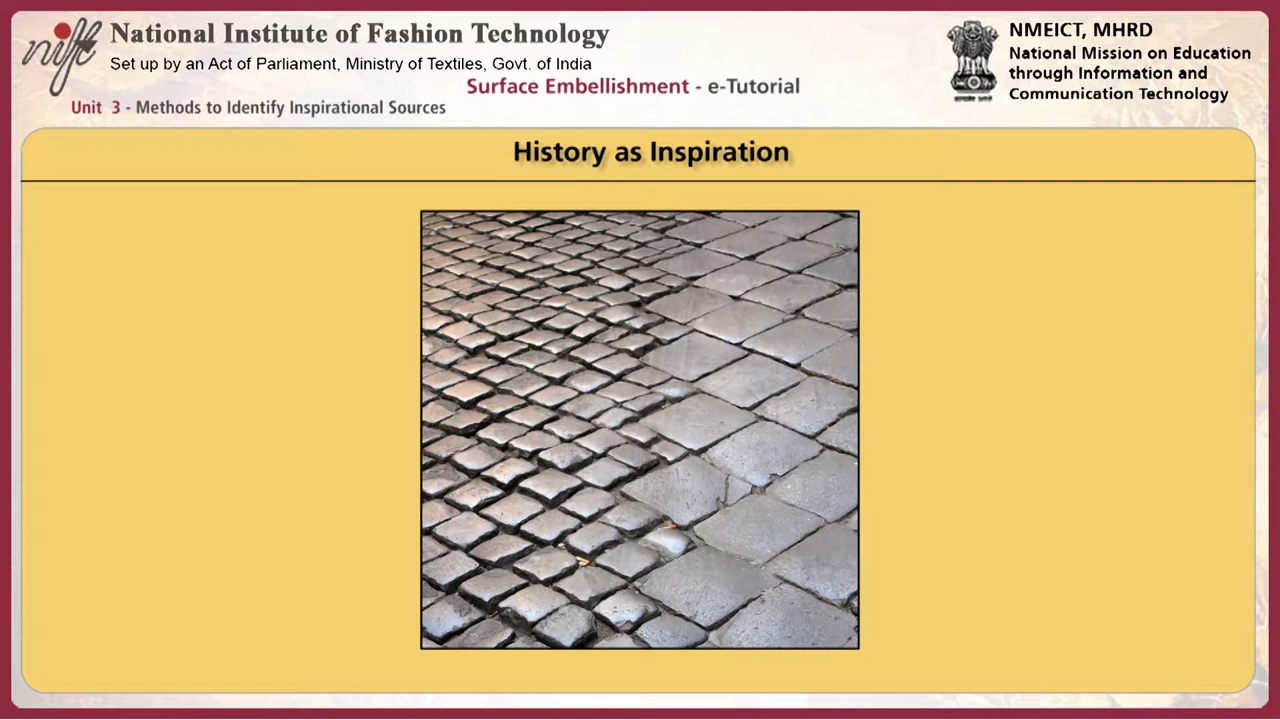 nift
National Institute of Fashion Technology
Set up by an Act of Parliament, Ministry of Textiles, Govt. of India
Surface Embellishment - e-Tutorial
Unit 3 - Methods to Identify Inspirational Sources
NMEICT, MHRD
National Mission on Education
through Information and
Communication Technology
History as Inspiration